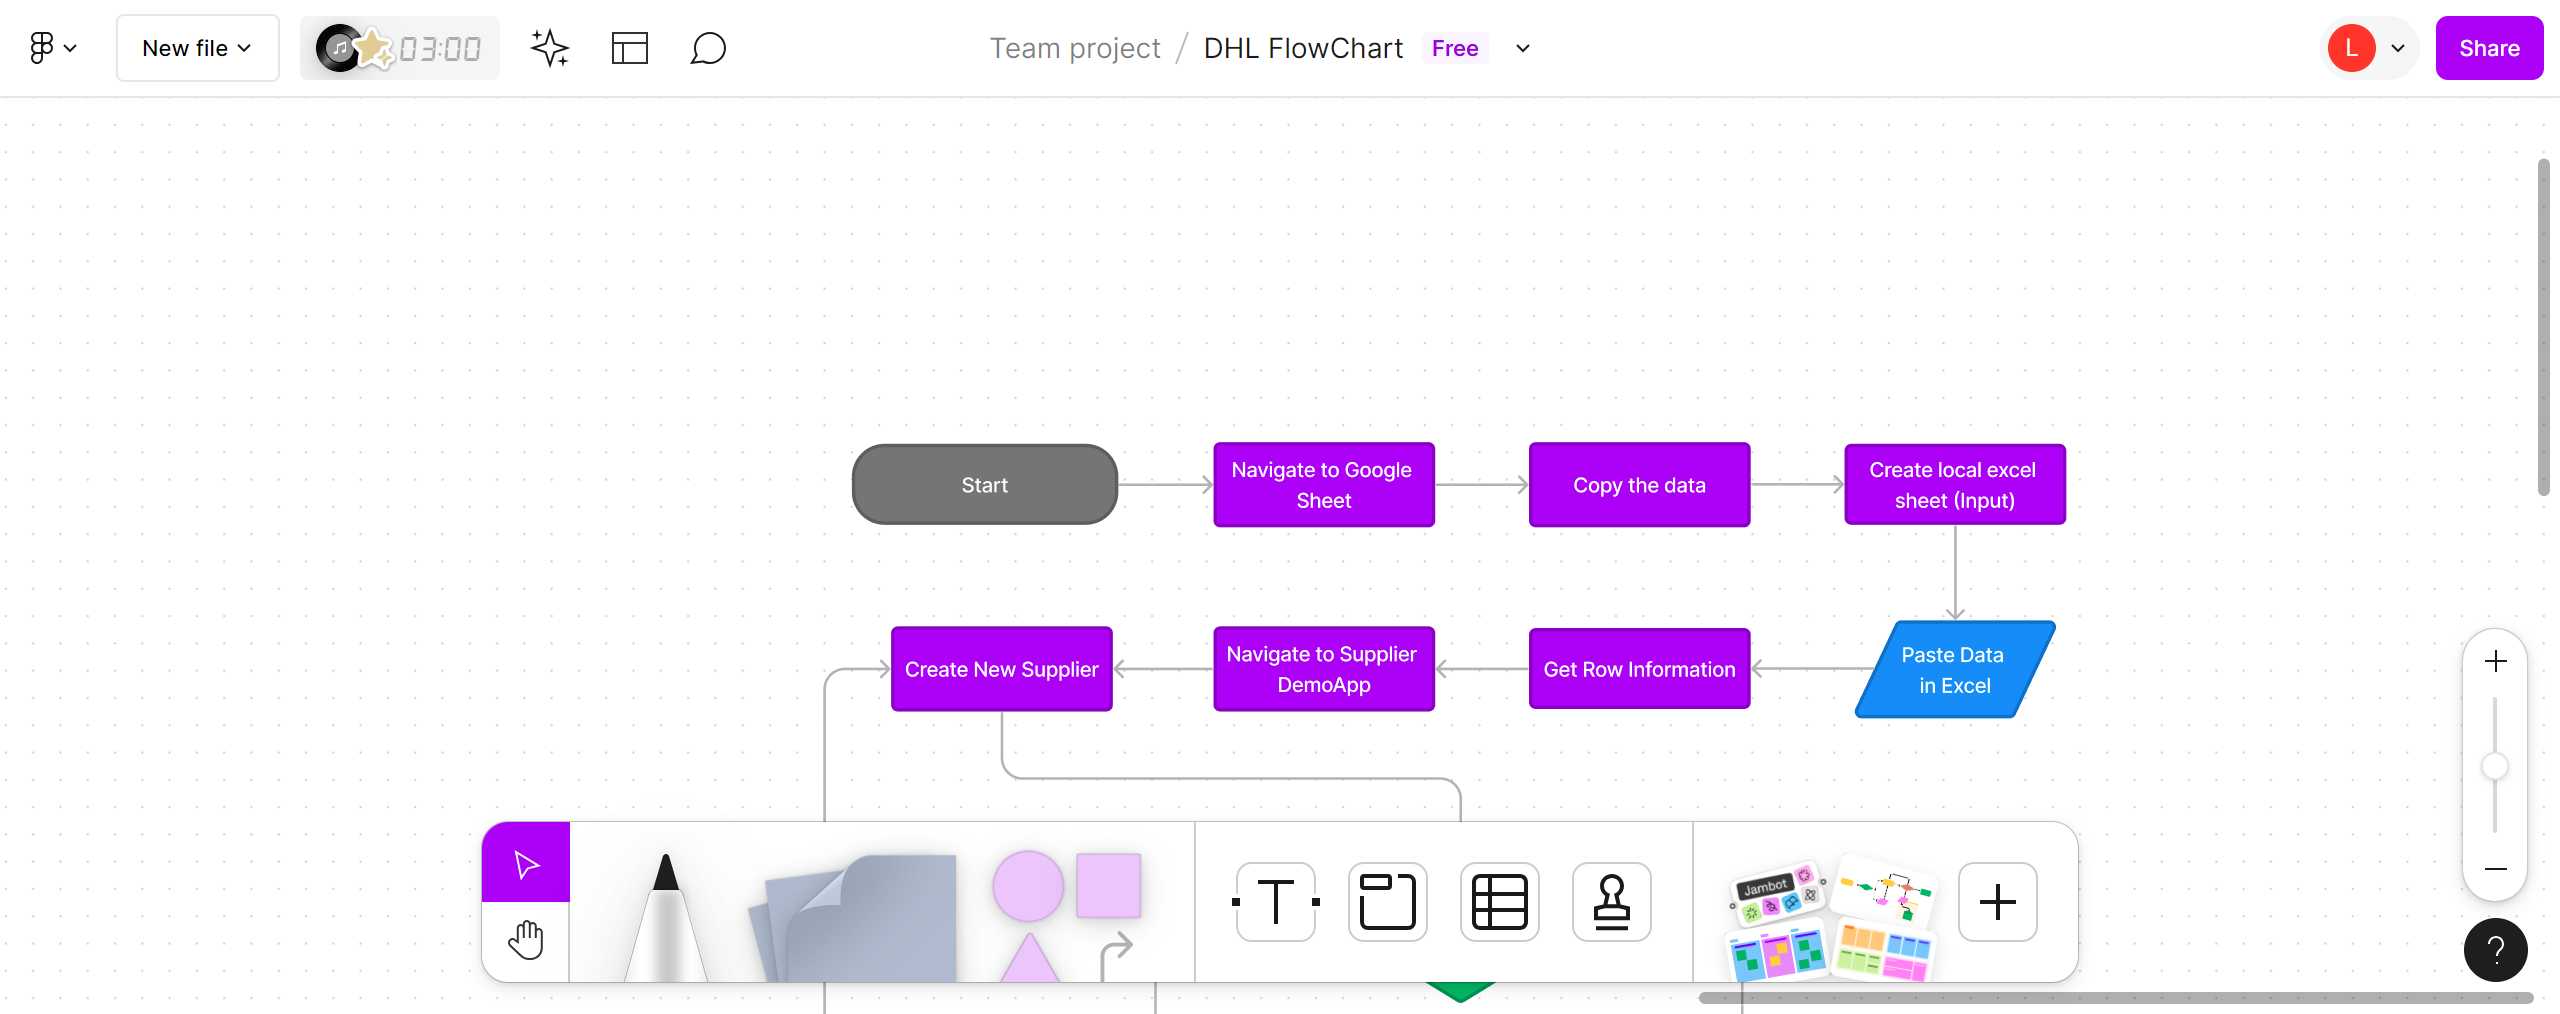 New file
03:00
Team project / DHL FlowChart Free
L
Share
Start
Navigate to Google
Sheet
Copy the data
Create local excel
sheet (Input)
Create New Supplier
Navigate to Supplier
DemoApp
Get Row Information
Paste Data
in Excel
T
Jambot
?